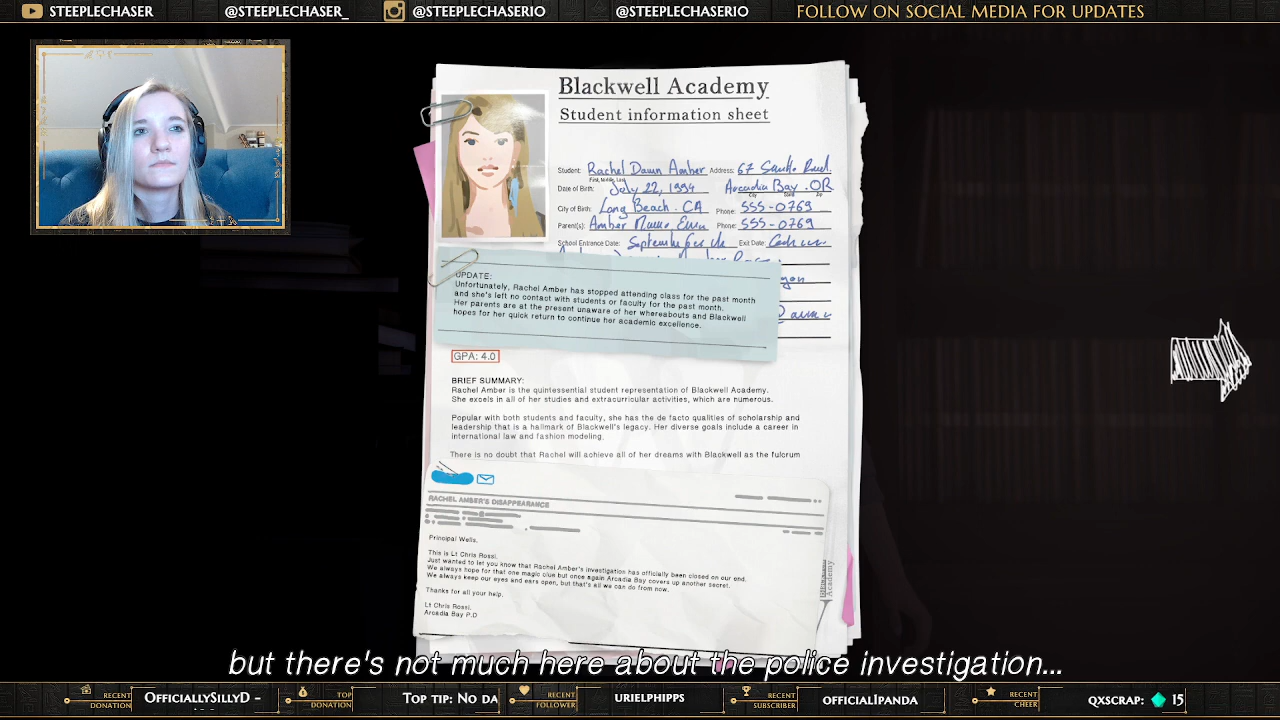 STEEPLECHASER
@STEEPLECHASER_
@STEEPLECHASERIO
@STEEPLECHASERIO
FOLLOW ON SOCIAL MEDIA FOR UPDATES
Blackwell Academy
Student information sheet
Student: Rachel Dawn Amber Address:
Date of Birth: July 22, 1994 Arcadia Bay . OR
City of Birth: Long Beach . CA Phone: 555-0769
Parent(s): Amber Phone: 555-0769
School Entrance Date: Exit Date:
UPDATE:
Unfortunately, Rachel Amber has stopped attending class for the past month
and she's left no contact with students or faculty for the past month.
Her parents are at the present unaware of her whereabouts and Blackwell
hopes for her quick return to continue her academic excellence.
GPA: 4.0
BRIEF SUMMARY:
Rachel Amber is the quintessential student representation of Blackwell Academy.
She excels in all of her studies and extracurricular activities, which are numerous.
Popular with both students and faculty, she has the de facto qualities of scholarship and
leadership that is a hallmark of Blackwell's legacy. Her diverse goals include a career in
international law and fashion modeling.
There is no doubt that Rachel will achieve all of her dreams with Blackwell as the fulcrum
RACHEL AMBER'S DISAPPEARANCE
Principal Wells,
This is Lt Chris Rossi.
Just wanted to let you know that Rachel Amber's investigation has officially been closed on our end.
We always hope for that one magic clue but once again Arcadia Bay covers up another secret.
We always keep our eyes and ears open, but that's all we can do from now.
Thanks for all your help,
Lt Chris Rossi.
Arcadia Bay P.D
Academy
but there's not much here about the police investigation...
RECENT DONATION OFFICIALLYSILLYD –
TOP DONATION TOP TIP: NO DA
RECENT FOLLOWER URIELPHIPPS
RECENT SUBSCRIBER OFFICIAL1PANDA
RECENT CHEER QXSCRAP: 15